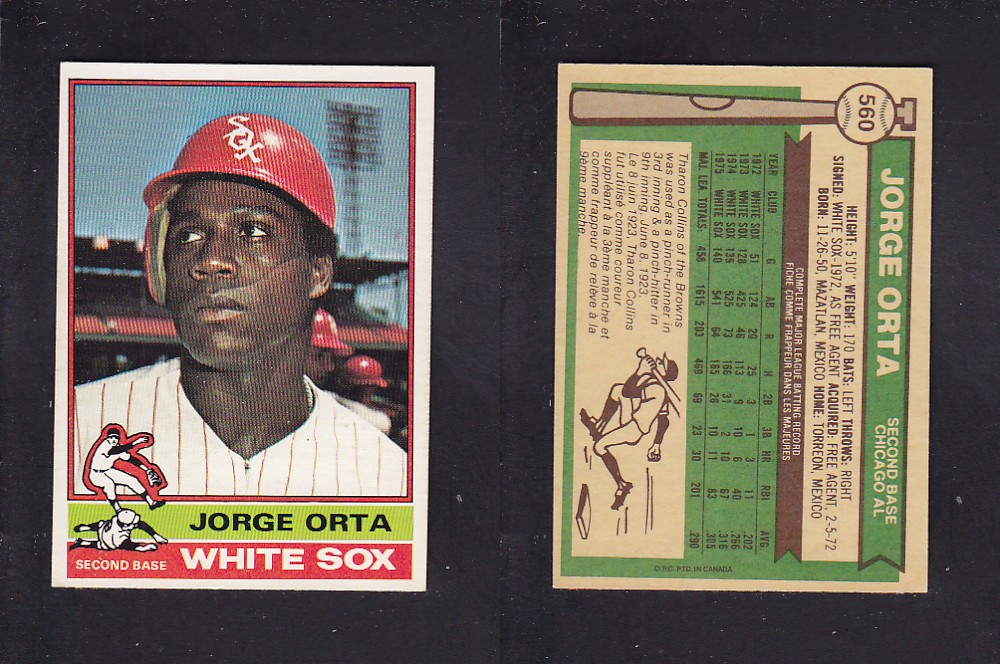 SOX
JORGE ORTA
SECOND BASE WHITE SOX
560
JORGE ORTA
SECOND BASE
CHICAGO AL
HEIGHT: 5'10" WEIGHT: 170 BATS: LEFT THROWS: RIGHT
SIGNED: WHITE SOX-1972, AS FREE AGENT ACQUIRED: FREE AGENT, 2-5-72
BORN: 11-26-50, MAZATLAN, MEXICO HOME: TORREON, MEXICO
COMPLETE MAJOR LEAGUE BATTING RECORD
FICHE COMME FRAPPEUR DANS LES MAJEURES
YEAR CLUB G AB R H 2B 3B HR RBI AVG.
1972 WHITE SOX 51 124 20 25 3 1 3 11 .202
1973 WHITE SOX 128 425 46 113 9 10 6 40 .266
1974 WHITE SOX 139 525 73 166 31 2 10 67 .316
1975 WHITE SOX 140 541 64 165 26 10 11 83 .305
MAJ. LEA. TOTALS: 458 1615 203 469 69 23 30 201 .290
Tharon Collins of the Browns
was used as a pinch-runner in
3rd inning & a pinch-hitter in
9th inning, June 8, 1923.
Le 8 juin 1923, Tharon Collins
fut utilisé comme coureur
suppléant à la 3ème manche et
comme frappeur de relève à la
9ème manche.
O.P.C. PTD. IN CANADA